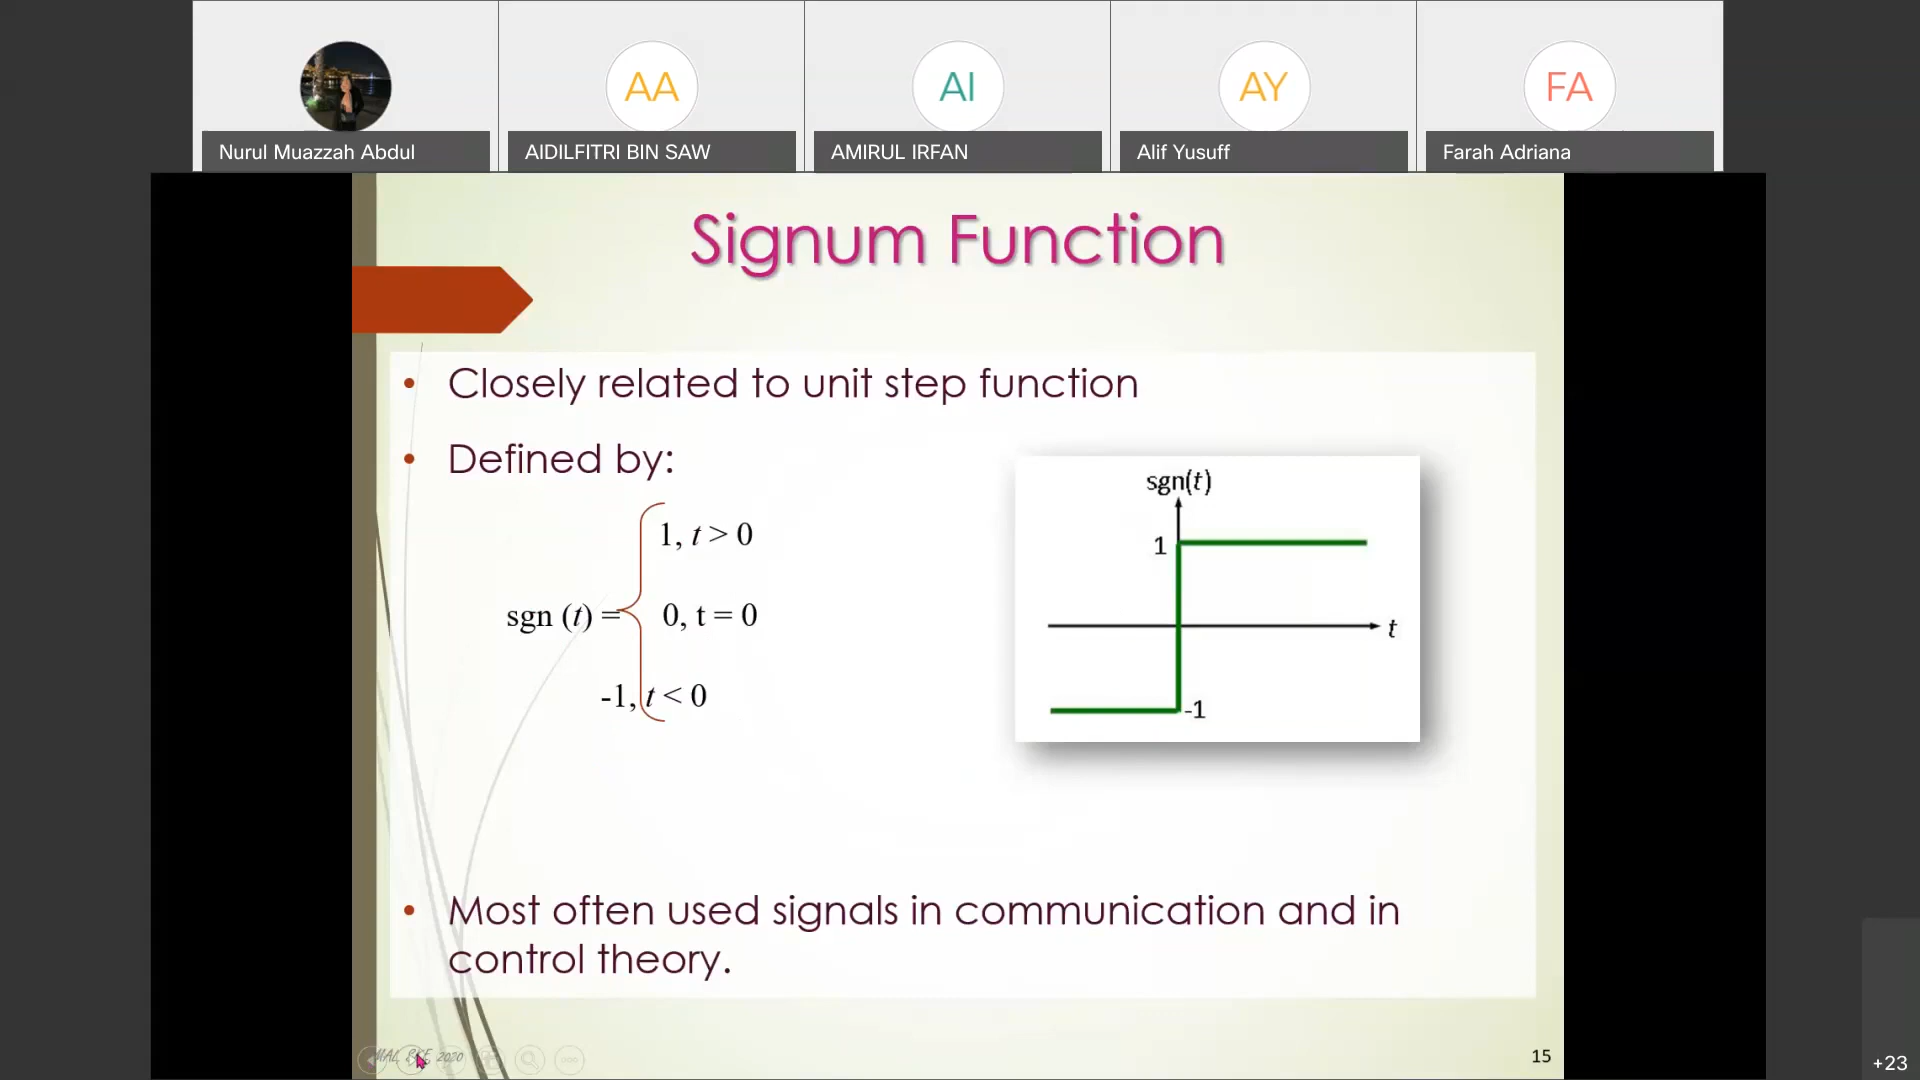 AA
AI
AY
FA
Nurul Muazzah Abdul
AIDILFITRI BIN SAW
AMIRUL IRFAN
Alif Yusuff
Farah Adriana
Signum Function
• Closely related to unit step function
• Defined by:
1, t > 0
sgn (t) = 0, t = 0
-1, t < 0
sgn(t)
1
t
-1
• Most often used signals in communication and in
control theory.
2020
15
+23